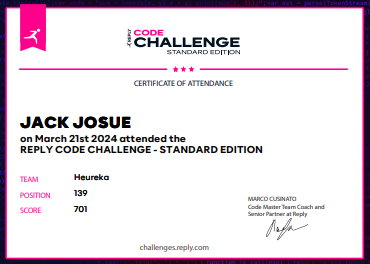 REPLY CODE
CHALLENGE
STANDARD EDITION
CERTIFICATE OF ATTENDANCE
JACK JOSUE
on March 21st 2024 attended the
REPLY CODE CHALLENGE - STANDARD EDITION
TEAM Heureka
POSITION 139
SCORE 701
MARCO CUSINATO
Code Master Team Coach and
Senior Partner at Reply
challenges.reply.com